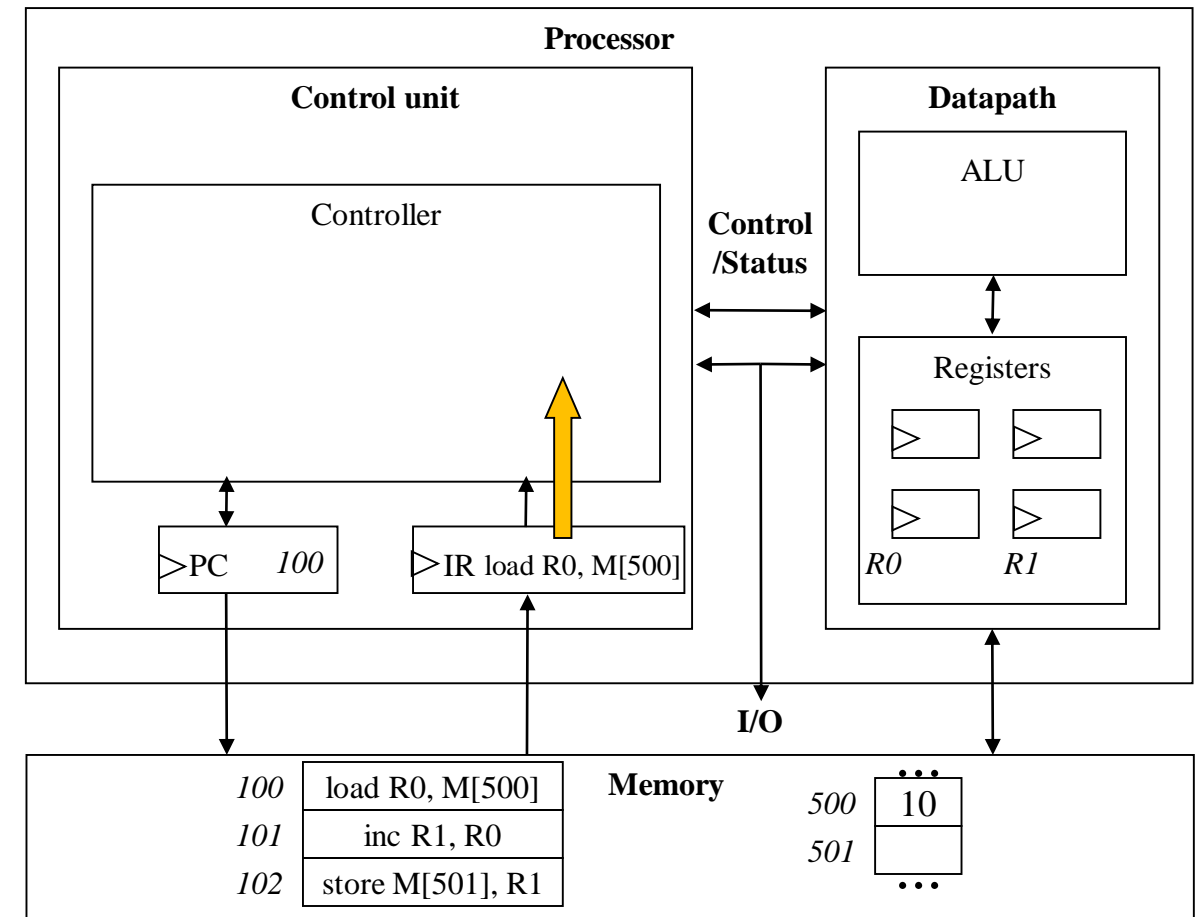 Processor
Control unit
Datapath
Controller
ALU
Control
/Status
Registers
PC 100
IR load R0, M[500]
R0 R1
I/O
Memory
100 load R0, M[500]
101 inc R1, R0
102 store M[501], R1
...
500 10
501
...